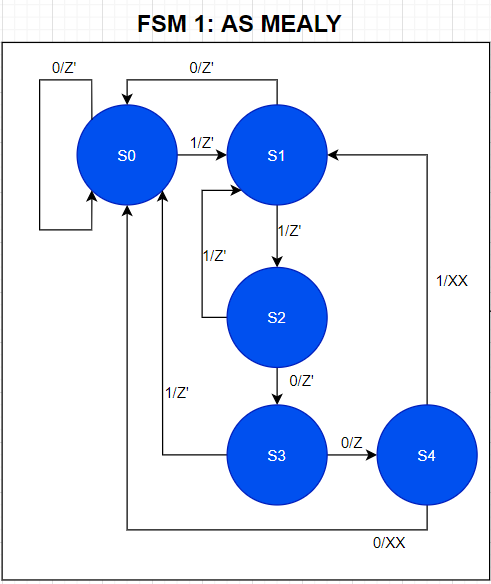 FSM 1: AS MEALY
0/Z'
0/Z'
S0
1/Z'
S1
1/Z'
1/Z'
1/XX
S2
0/Z'
1/Z'
S3
0/Z
S4
0/XX